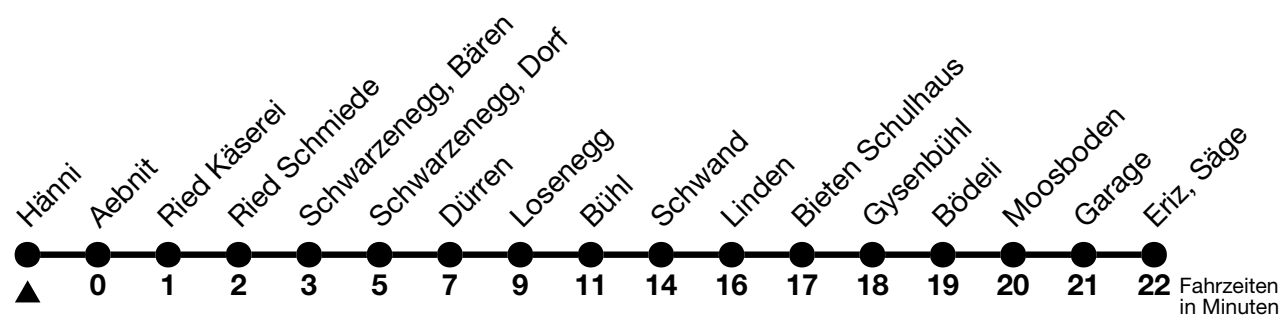 Hänni
Aebnit
Ried Käserei
Ried Schmiede
Schwarzenegg, Bären
Schwarzenegg, Dorf
Dürren
Losenegg
Bühl
Schwand
Linden
Bieten Schulhaus
Gysenbühl
Bödeli
Moosboden
Garage
Eriz, Säge
0 1 2 3 5 7 9 11 14 16 17 18 19 20 21 22 Fahrzeiten
in Minuten